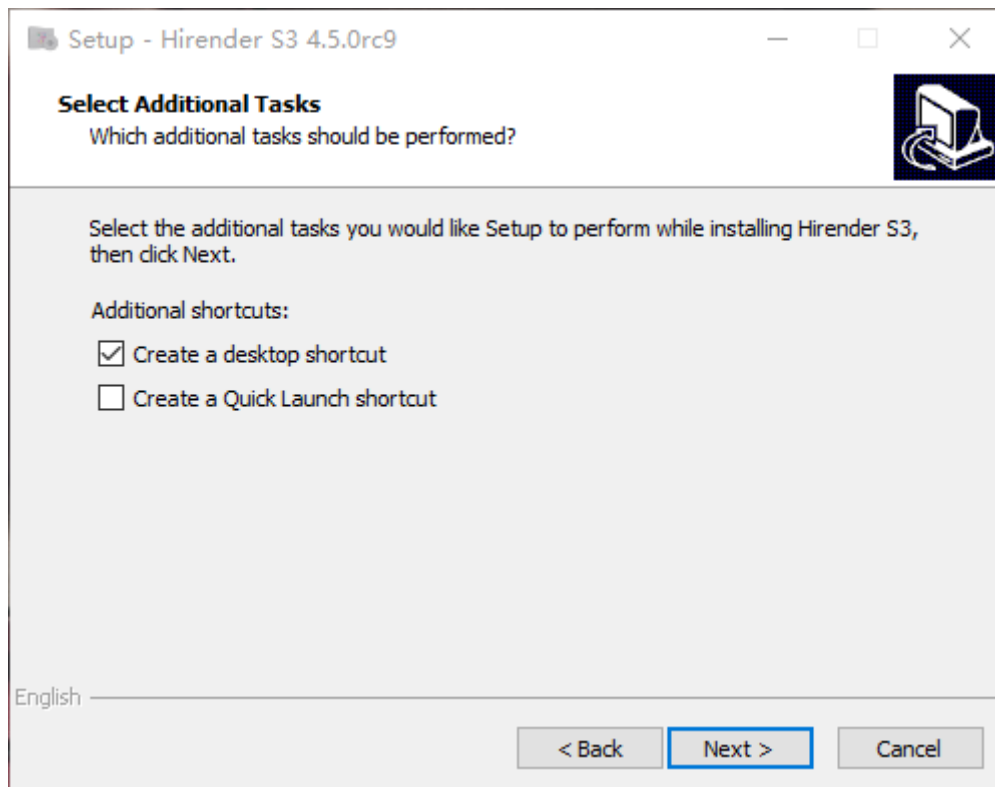 Setup - Hirender S3 4.5.0rc9
Select Additional Tasks
Which additional tasks should be performed?
Select the additional tasks you would like Setup to perform while installing Hirender S3,
then click Next.
Additional shortcuts:
Create a desktop shortcut
Create a Quick Launch shortcut
English
< Back
Next >
Cancel